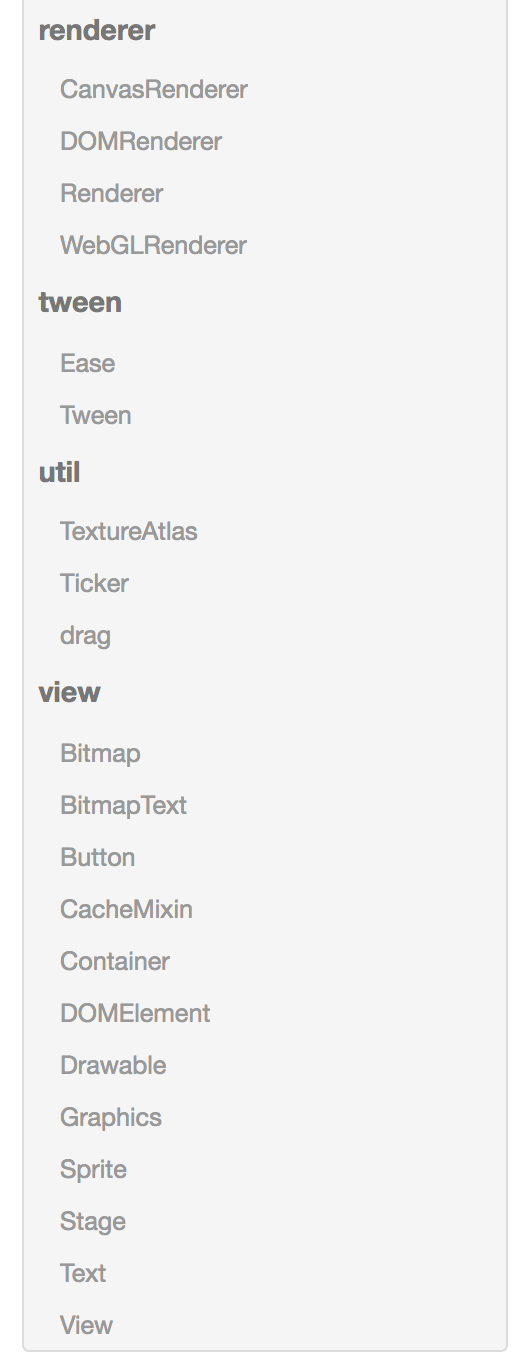 renderer
CanvasRenderer
DOMRenderer
Renderer
WebGLRenderer
tween
Ease
Tween
util
TextureAtlas
Ticker
drag
view
Bitmap
BitmapText
Button
CacheMixin
Container
DOMElement
Drawable
Graphics
Sprite
Stage
Text
View